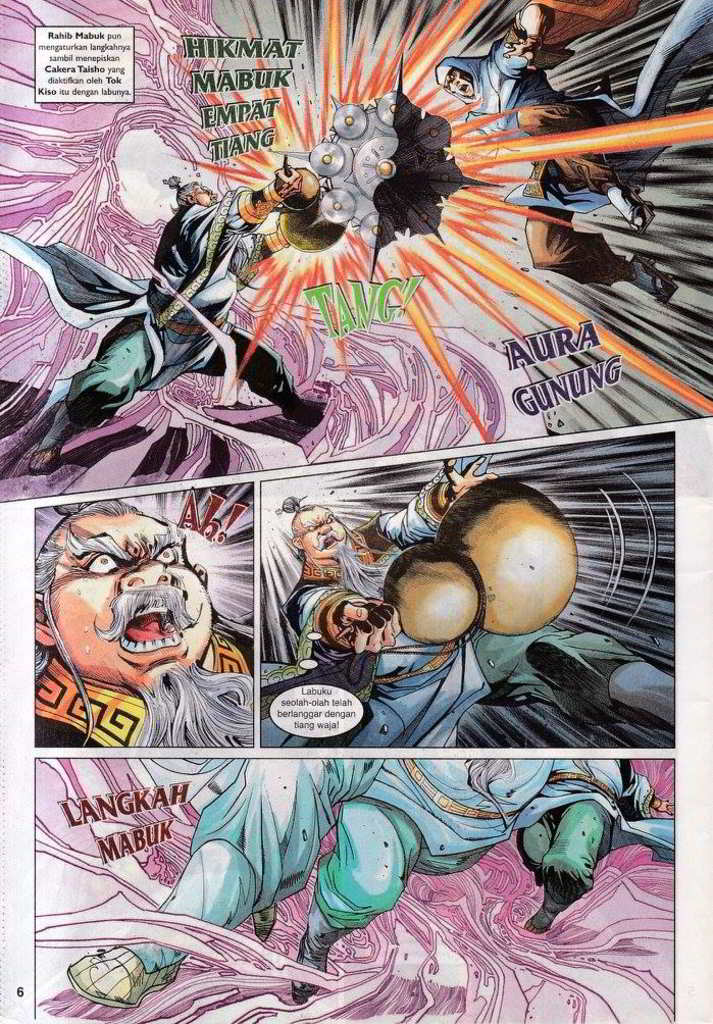 Rahib Mabuk pun
mengaturkan langkahnya
sambil menepiskan
Cakera Taisho yang
diaktifkan oleh Tok
Kiso itu dengan labunya.
HIKMAT
MABUK
EMPAT
TIANG
TANG!
AURA
GUNUNG
AH!
Labuku
seolah-olah telah
berlanggar dengan
tiang waja!
LANGKAH
MABUK
6